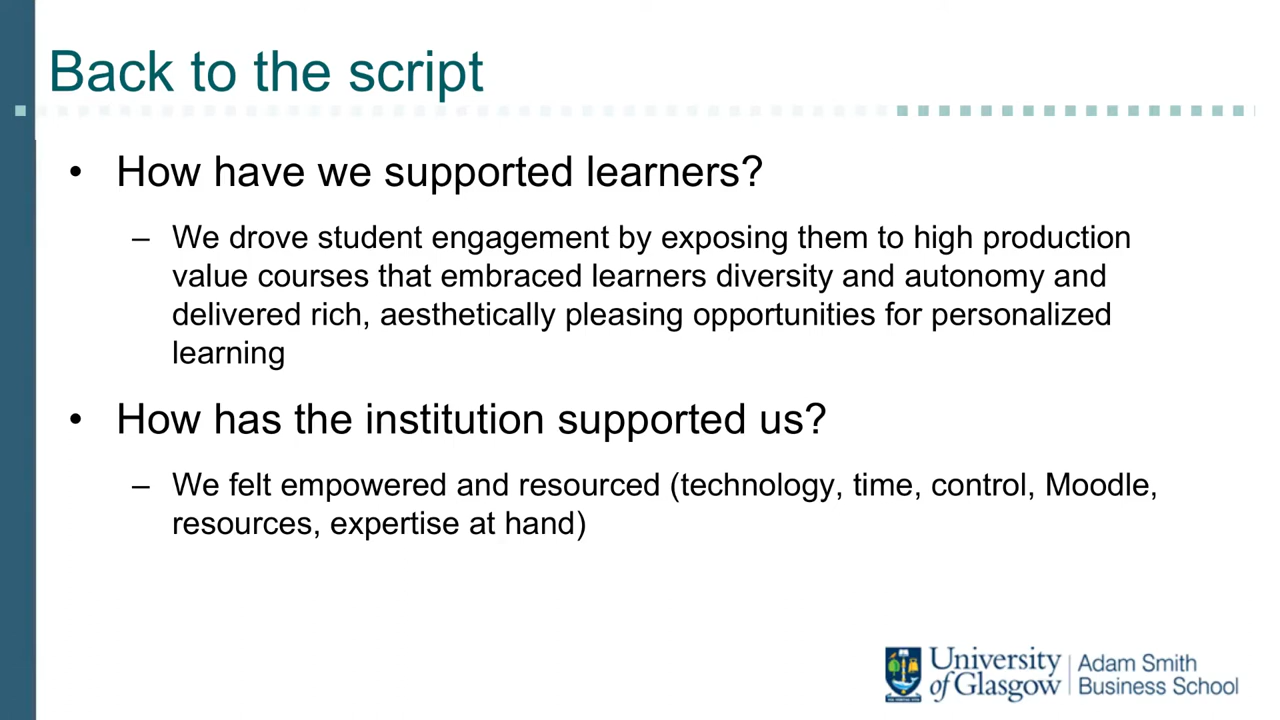 Back to the script
• How have we supported learners?
– We drove student engagement by exposing them to high production
value courses that embraced learners diversity and autonomy and
delivered rich, aesthetically pleasing opportunities for personalized
learning
• How has the institution supported us?
– We felt empowered and resourced (technology, time, control, Moodle,
resources, expertise at hand)
University
of Glasgow
Adam Smith
Business School